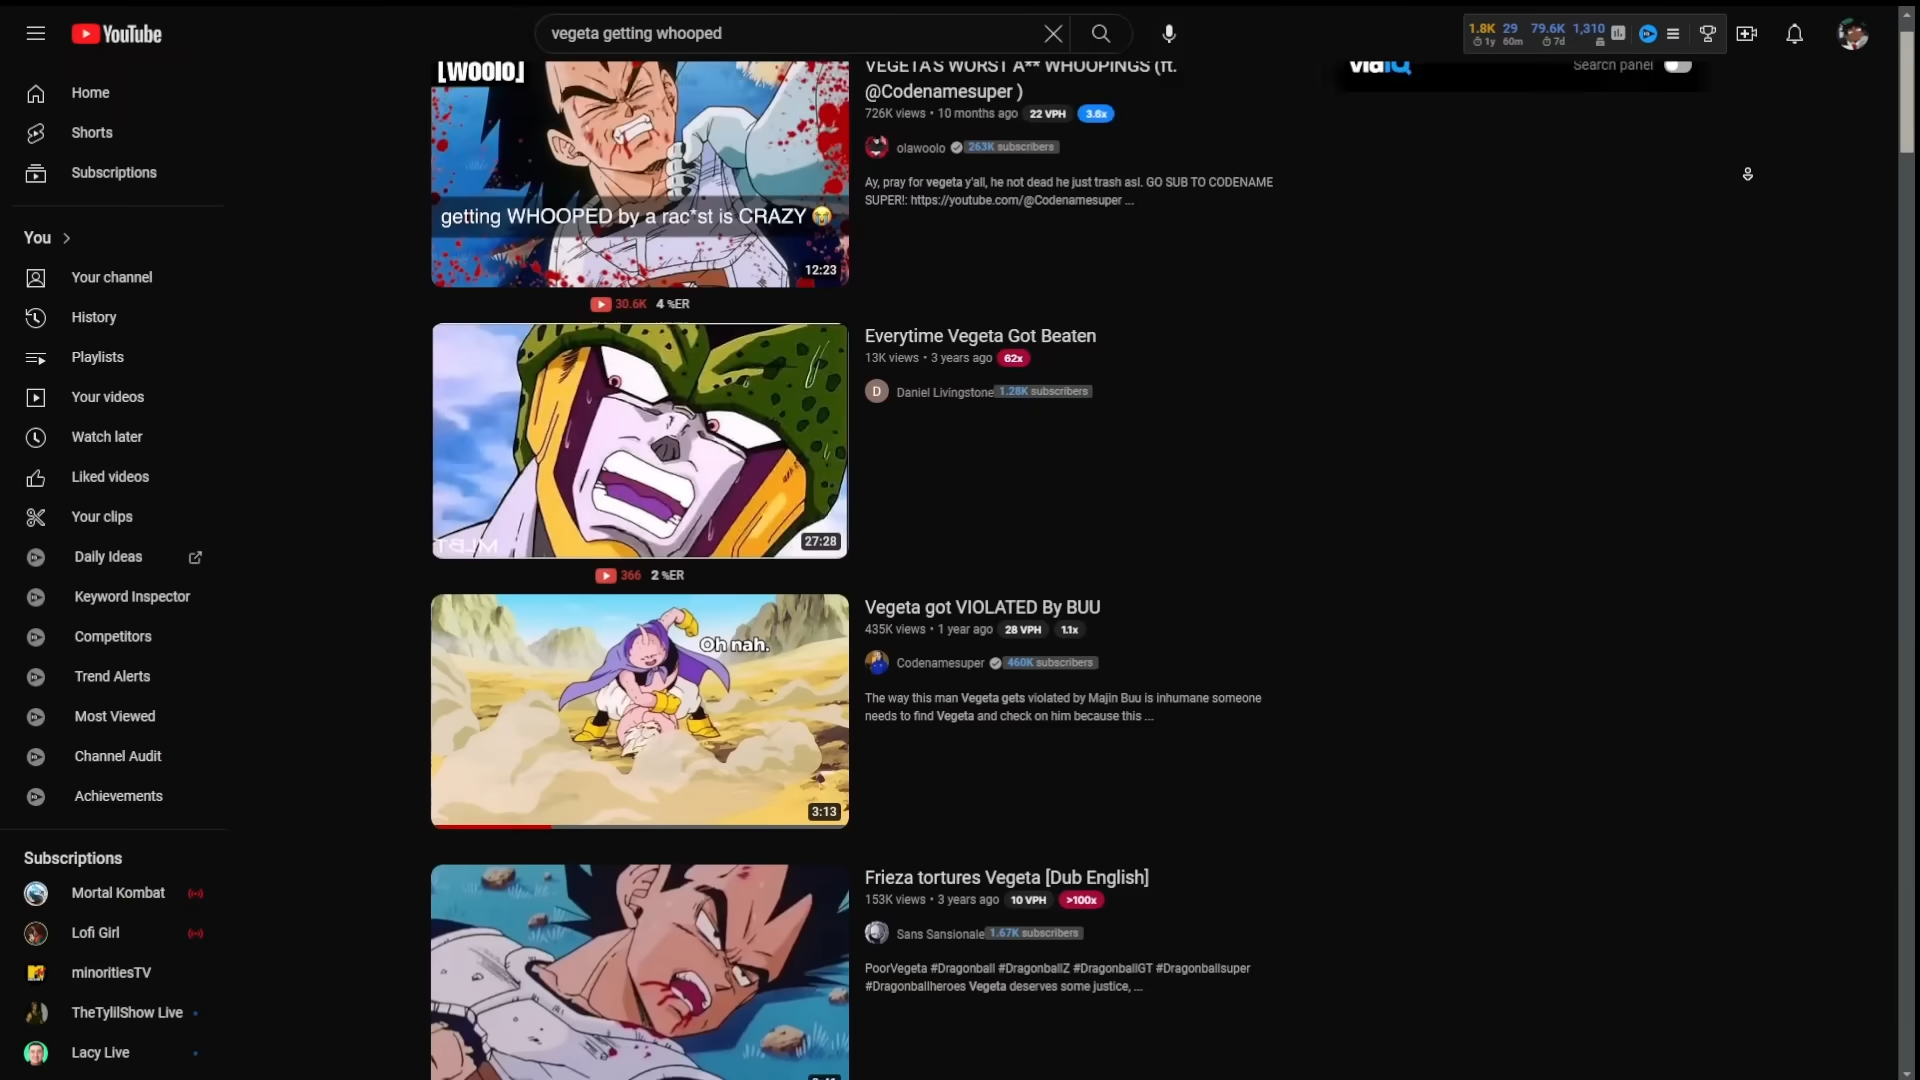 YouTube
vegeta getting whooped
1.8K 29 79.6K 1,310
1y 60m 7d
Home
Shorts
Subscriptions
You
Your channel
History
Playlists
Your videos
Watch later
Liked videos
Your clips
Daily Ideas
Keyword Inspector
Competitors
Trend Alerts
Most Viewed
Channel Audit
Achievements
Subscriptions
Mortal Kombat
Lofi Girl
minoritiesTV
TheTylilShow Live
Lacy Live
[WOOLO]
getting WHOOPED by a rac*st is CRAZY 😭
12:23
30.6K 4 %ER
VEGETA'S WORST A** WHOOPINGS (ft.
@Codenamesuper )
726K views • 10 months ago 22 VPH 3.6x
olawoolo 263K subscribers
Ay, pray for vegeta y'all, he not dead he just trash asl. GO SUB TO CODENAME
SUPER!: https://youtube.com/@Codenamesuper ...
vidIQ
Search panel
27:28
366 2 %ER
Everytime Vegeta Got Beaten
13K views • 3 years ago 62x
D
Daniel Livingstone 1.28K subscribers
Oh nah.
3:13
Vegeta got VIOLATED By BUU
435K views • 1 year ago 28 VPH 1.1x
Codenamesuper 460K subscribers
The way this man Vegeta gets violated by Majin Buu is inhumane someone
needs to find Vegeta and check on him because this ...
Frieza tortures Vegeta [Dub English]
153K views • 3 years ago 10 VPH >100x
Sans Sansionale 1.67K subscribers
PoorVegeta #Dragonball #DragonballZ #DragonballGT #Dragonballsuper
#Dragonballheroes Vegeta deserves some justice, ...